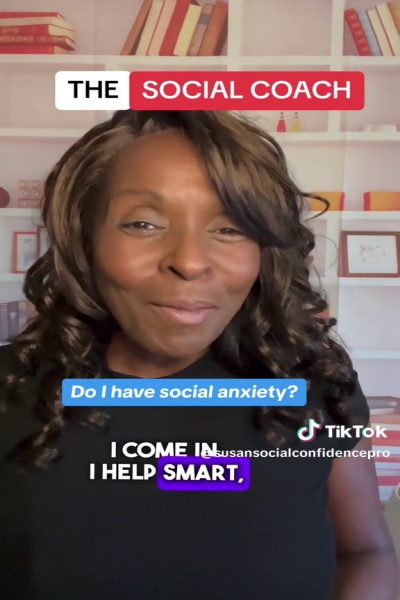 THE SOCIAL COACH
Do I have social anxiety?
TikTok
I COME IN
@susansocialconfidencepro
I HELP SMART,